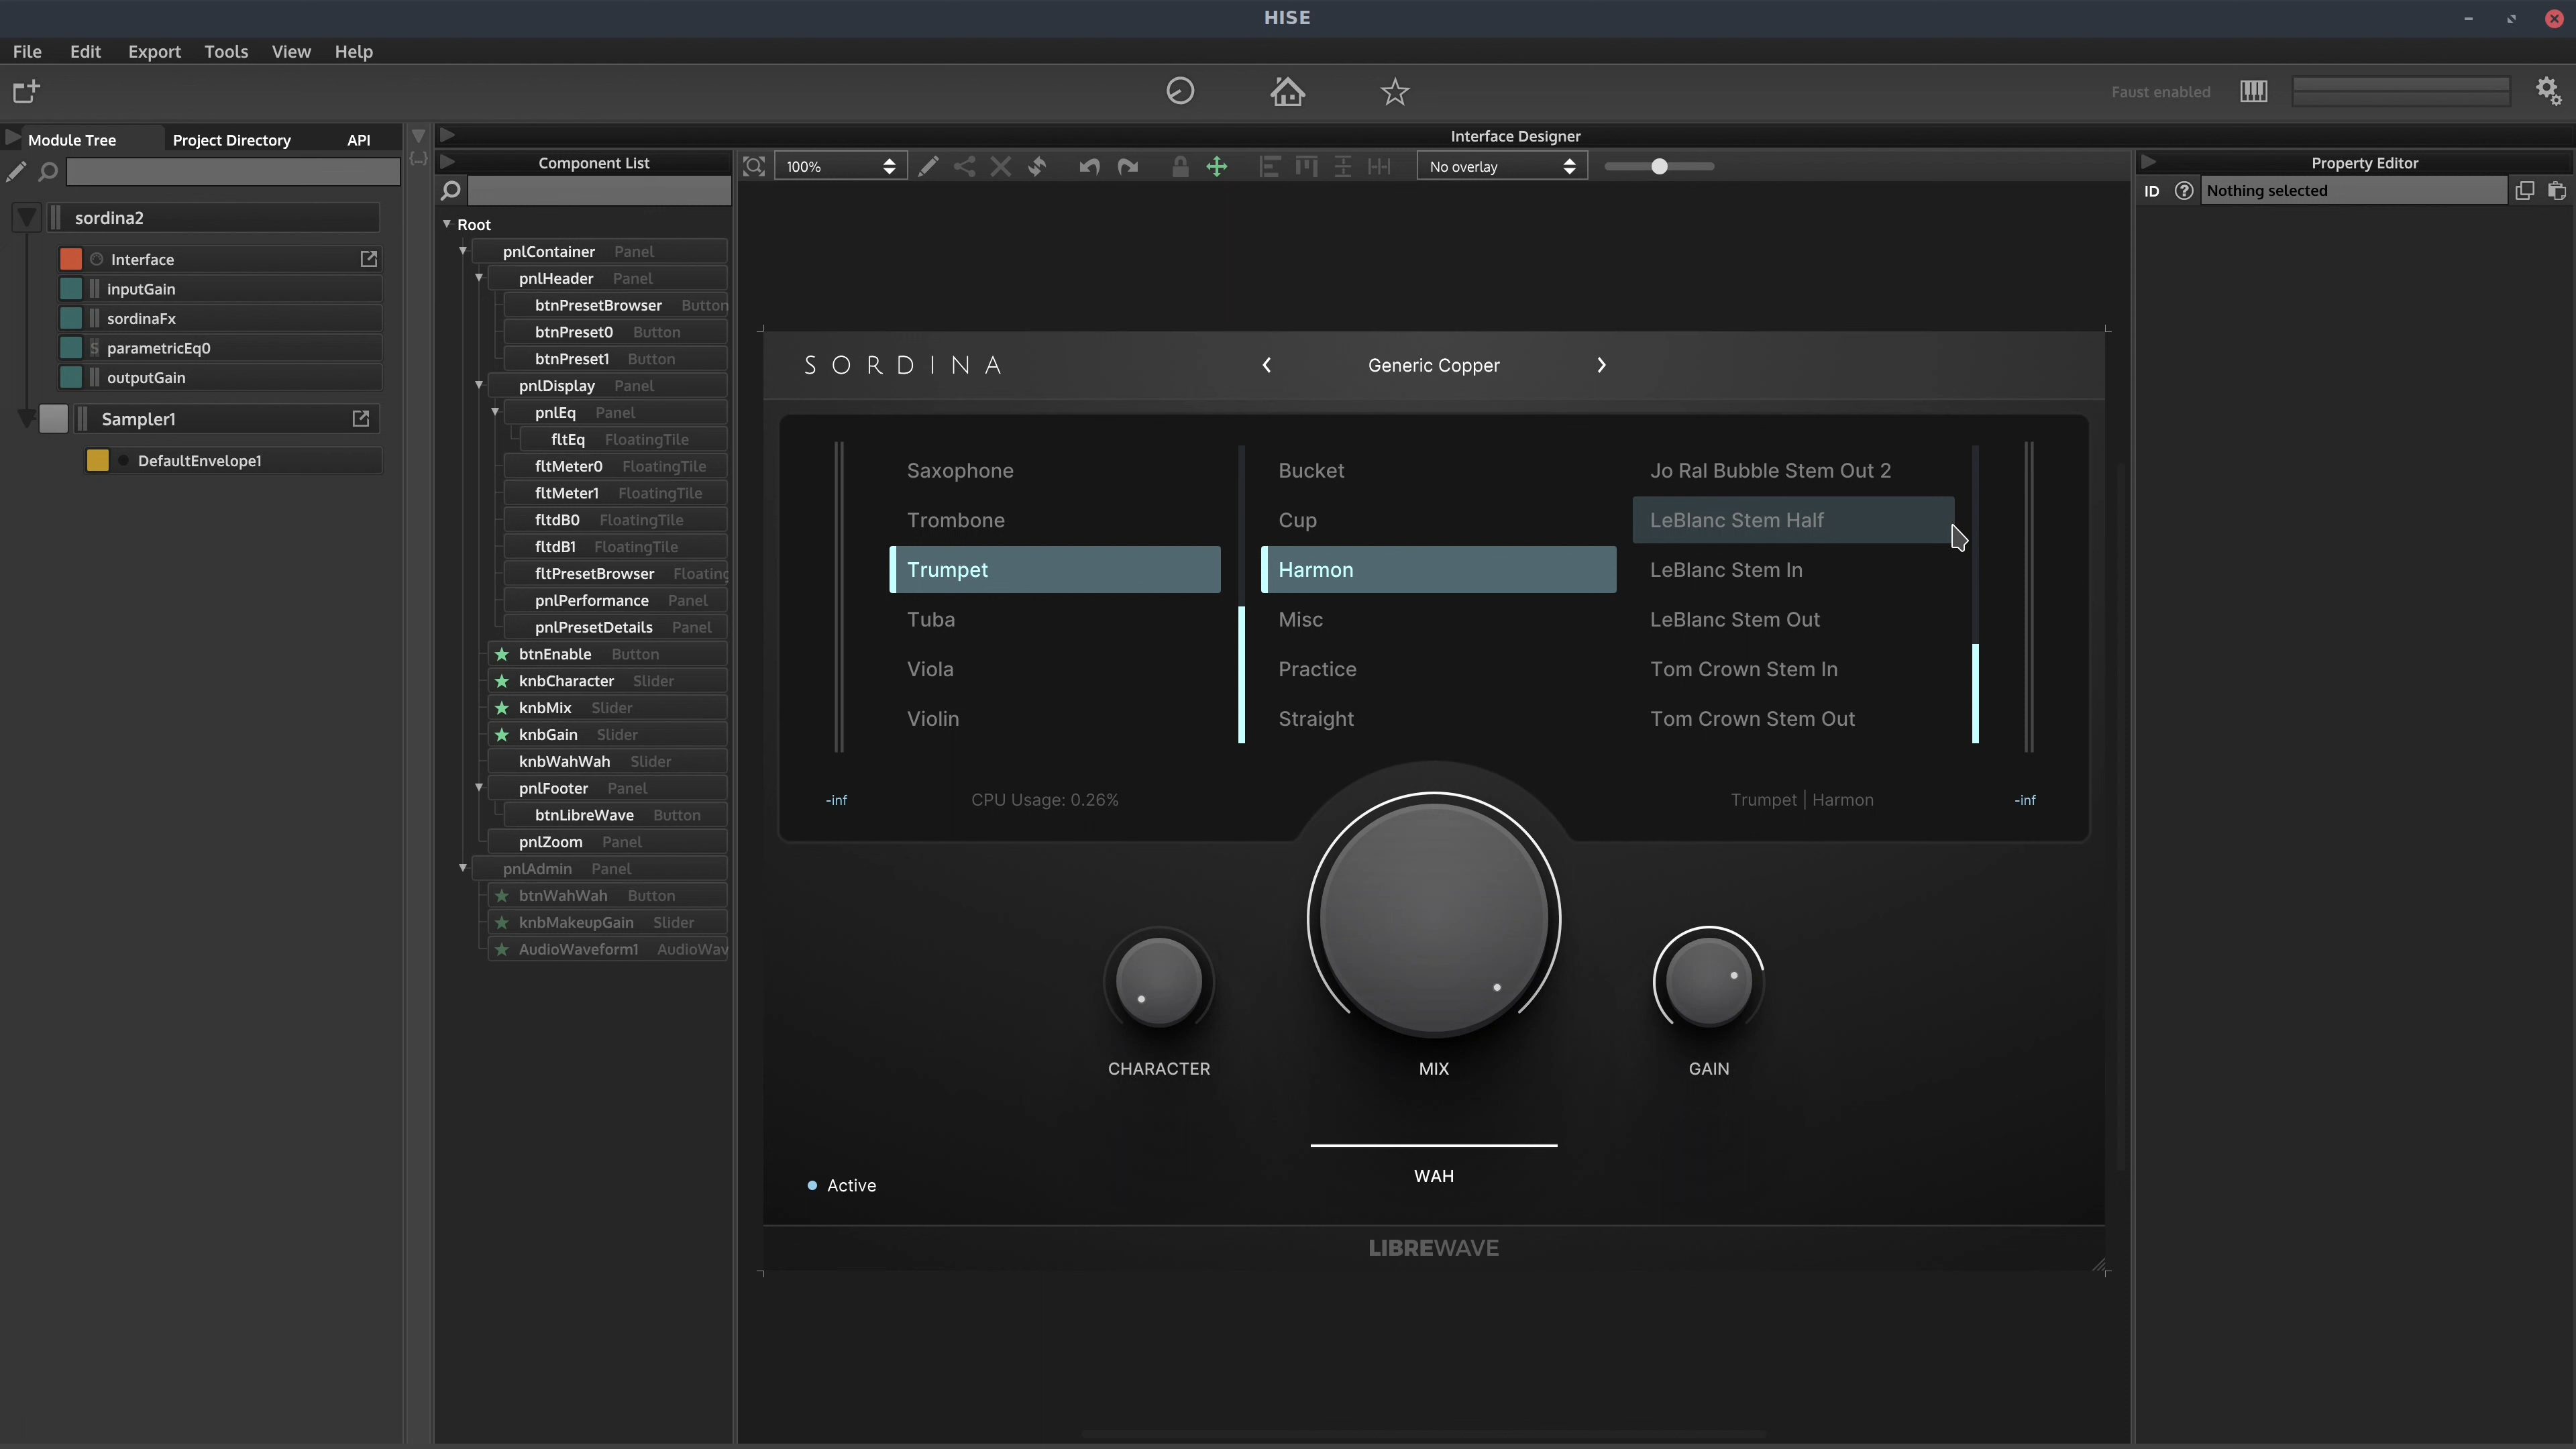 HISE
File Edit Export Tools View Help
Faust enabled
Module Tree Project Directory API
sordina2
Interface
inputGain
sordinaFx
S parametricEq0
outputGain
Sampler1
DefaultEnvelope1
{...}
Interface Designer
Component List
100%
No overlay
Root
pnlContainer Panel
pnlHeader Panel
btnPresetBrowser Button
btnPreset0 Button
btnPreset1 Button
pnlDisplay Panel
pnlEq Panel
fltEq FloatingTile
fltMeter0 FloatingTile
fltMeter1 FloatingTile
fltdB0 FloatingTile
fltdB1 FloatingTile
fltPresetBrowser Floating
pnlPerformance Panel
pnlPresetDetails Panel
btnEnable Button
knbCharacter Slider
knbMix Slider
knbGain Slider
knbWahWah Slider
pnlFooter Panel
btnLibreWave Button
pnlZoom Panel
pnlAdmin Panel
btnWahWah Button
knbMakeupGain Slider
AudioWaveform1 AudioWav
SORDINA
Generic Copper
Saxophone
Trombone
Trumpet
Tuba
Viola
Violin
Bucket
Cup
Harmon
Misc
Practice
Straight
Jo Ral Bubble Stem Out 2
LeBlanc Stem Half
LeBlanc Stem In
LeBlanc Stem Out
Tom Crown Stem In
Tom Crown Stem Out
-inf
CPU Usage: 0.26%
Trumpet | Harmon
-inf
CHARACTER
MIX
GAIN
WAH
Active
LIBREWAVE
Property Editor
ID ? Nothing selected